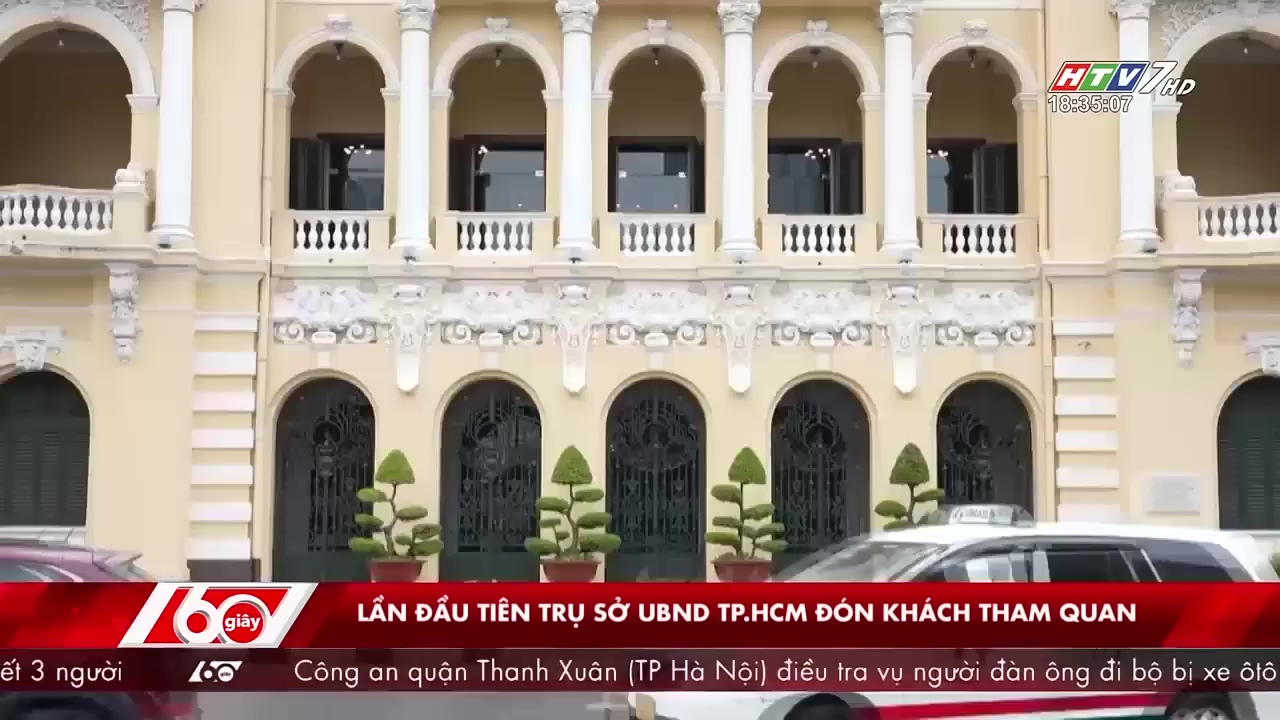 HTV7 HD
18:35:07
60 giây
LẦN ĐẦU TIÊN TRỤ SỞ UBND TP.HCM ĐÓN KHÁCH THAM QUAN
ết 3 người 60 giây Công an quận Thanh Xuân (TP Hà Nội) điều tra vụ người đàn ông đi bộ bị xe ôtô